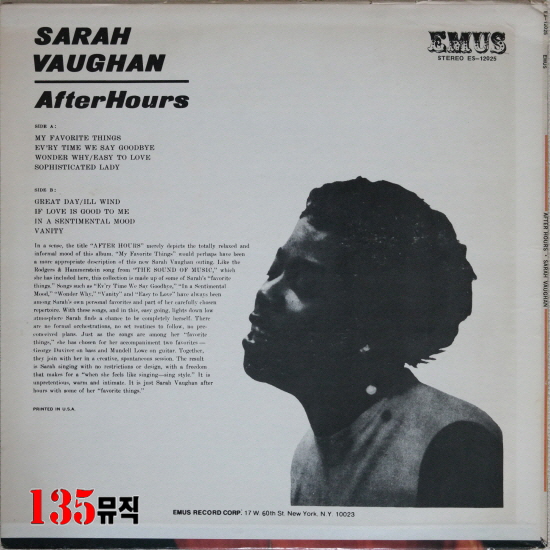 SARAH
VAUGHAN
AfterHours
EMUS
STEREO ES-12025
SIDE A:
MY FAVORITE THINGS
EV'RY TIME WE SAY GOODBYE
WONDER WHY/EASY TO LOVE
SOPHISTICATED LADY
SIDE B:
GREAT DAY/ILL WIND
IF LOVE IS GOOD TO ME
IN A SENTIMENTAL MOOD
VANITY
In a sense, the title "AFTER HOURS" merely depicts the totally relaxed and
informal mood of this album. "My Favorite Things" would perhaps have been
a more appropriate description of this new Sarah Vaughan outing. Like the
Rodgers & Hammerstein song from "THE SOUND OF MUSIC," which
she has included here, this collection is made up of some of Sarah's "favorite
things." Songs such as "Ev'ry Time We Say Goodbye," "In a Sentimental
Mood," "Wonder Why," "Vanity" and "Easy to Love" have always been
among Sarah's own personal favorites and part of her carefully chosen
repertoire. With these songs, and in this, easy going, lights down low
atmosphere Sarah finds a chance to be completely herself. There
are no formal orchestrations, no set routines to follow, no pre-
conceived plans. Just as the songs are among her "favorite
things," she has chosen for her accompaniment two favorites—
George Duvivier on bass and Mundell Lowe on guitar. Together,
they join with her in a creative, spontaneous session. The result
is Sarah singing with no restrictions or design, with a freedom
that makes for a "when she feels like singing—sing style." It is
unpretentious, warm and intimate. It is just Sarah Vaughan after
hours with some of her "favorite things."
PRINTED IN U.S.A.
135뮤직
EMUS RECORD CORP. 17 W. 60th St. New York, N.Y. 10023
ES-12025
EMUS
AFTER HOURS • SARAH VAUGHAN